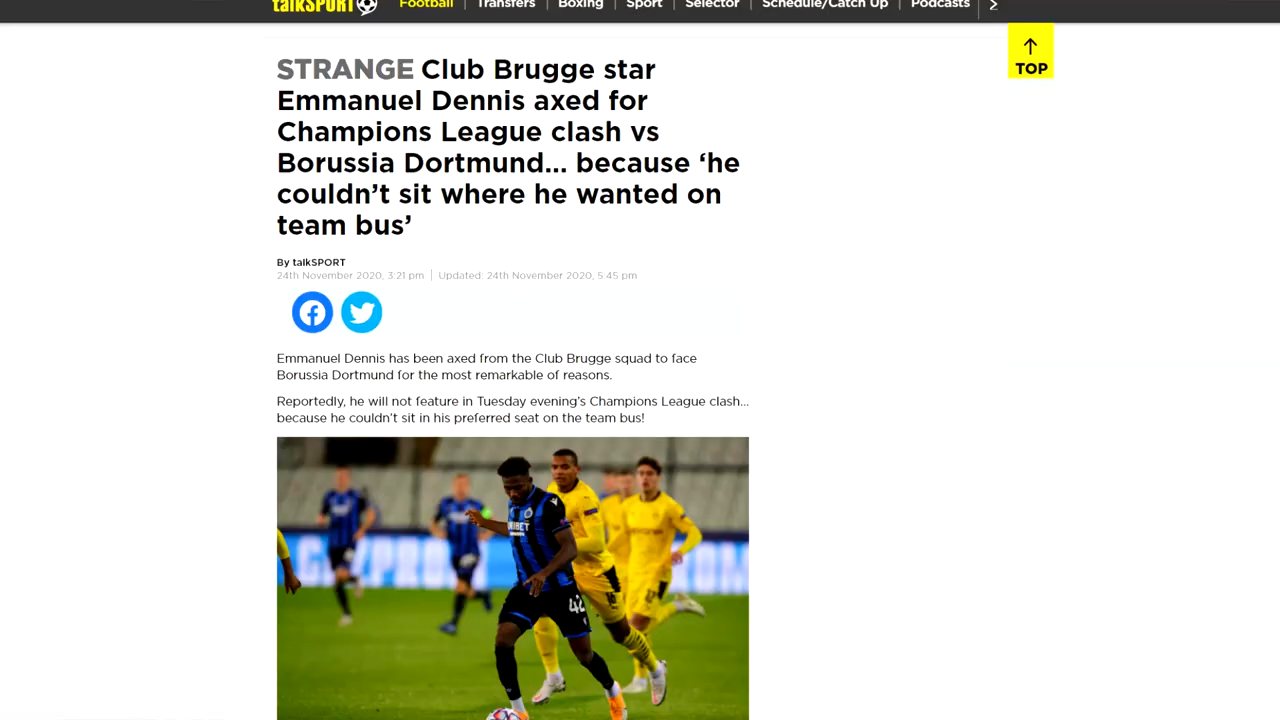 talkSPORT
Football | Transfers | Boxing | Sport | Selector | Schedule/Catch Up | Podcasts
TOP
STRANGE Club Brugge star
Emmanuel Dennis axed for
Champions League clash vs
Borussia Dortmund... because ‘he
couldn’t sit where he wanted on
team bus’
By talkSPORT
24th November 2020, 3:21 pm | Updated: 24th November 2020, 5:45 pm
Emmanuel Dennis has been axed from the Club Brugge squad to face
Borussia Dortmund for the most remarkable of reasons.
Reportedly, he will not feature in Tuesday evening’s Champions League clash...
because he couldn’t sit in his preferred seat on the team bus!
UNIBET
42